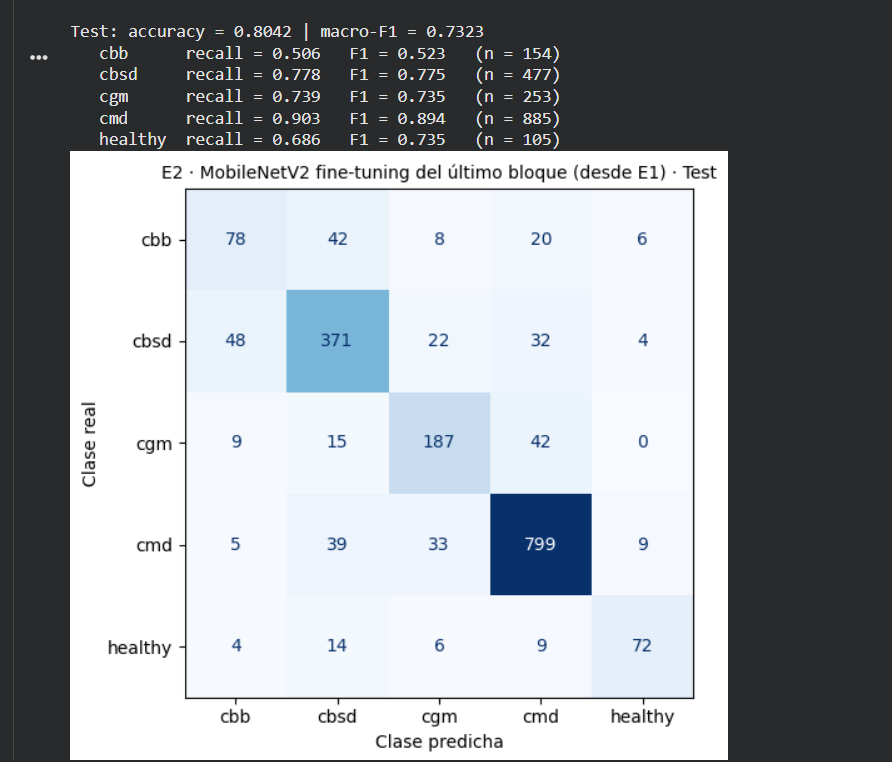 Test: accuracy = 0.8042 | macro-F1 = 0.7323
cbb recall = 0.506 F1 = 0.523 (n = 154)
cbsd recall = 0.778 F1 = 0.775 (n = 477)
cgm recall = 0.739 F1 = 0.735 (n = 253)
cmd recall = 0.903 F1 = 0.894 (n = 885)
healthy recall = 0.686 F1 = 0.735 (n = 105)
E2 · MobileNetV2 fine-tuning del último bloque (desde E1) · Test
cbb 78 42 8 20 6
cbsd 48 371 22 32 4
cgm 9 15 187 42 0
cmd 5 39 33 799 9
healthy 4 14 6 9 72
Clase real
cbb cbsd cgm cmd healthy
Clase predicha